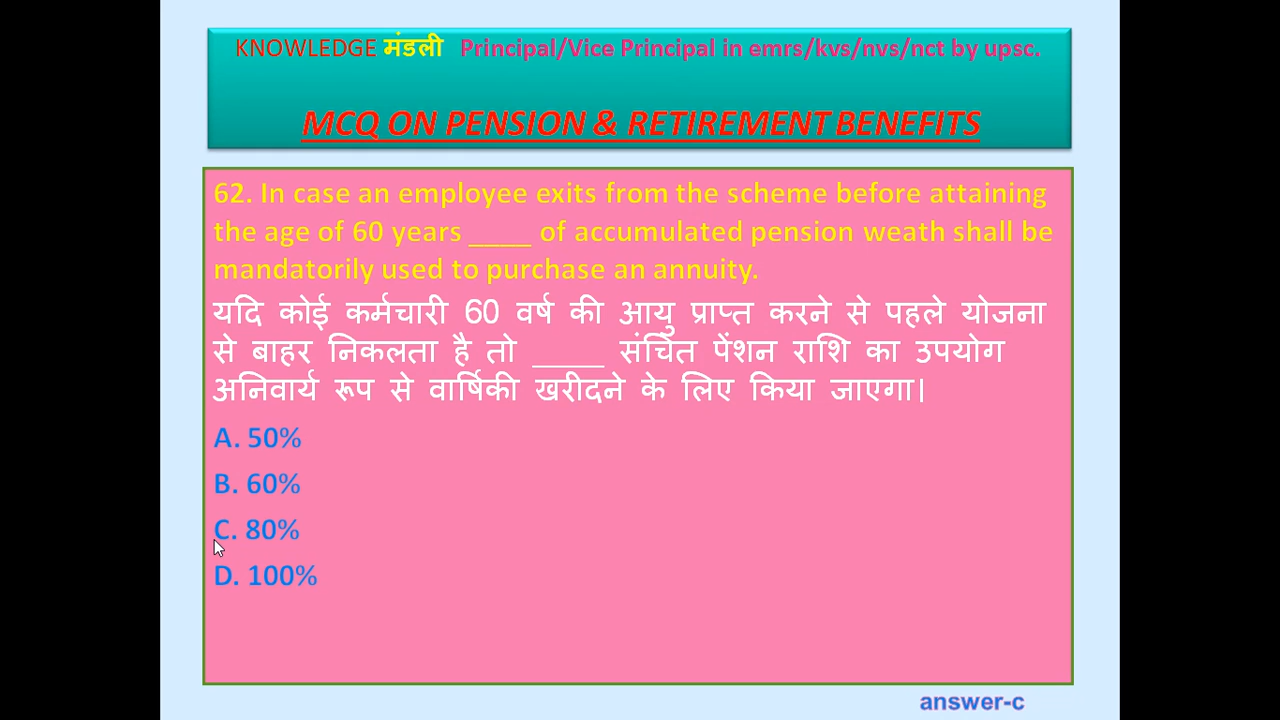 KNOWLEDGE मंडली Principal/Vice Principal in emrs/kvs/nvs/nct by upsc.
MCQ ON PENSION & RETIREMENT BENEFITS
62. In case an employee exits from the scheme before attaining
the age of 60 years ____ of accumulated pension weath shall be
mandatorily used to purchase an annuity.
यदि कोई कर्मचारी 60 वर्ष की आयु प्राप्त करने से पहले योजना
से बाहर निकलता है तो ____ संचित पेंशन राशि का उपयोग
अनिवार्य रूप से वार्षिकी खरीदने के लिए किया जाएगा।
A. 50%
B. 60%
C. 80%
D. 100%
answer-c